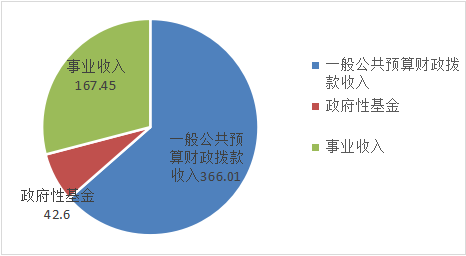 事业收入
167.45
一般公共预
算财政拨款
收入366.01
政府性基金
42.6
一般公共预算财政拨
款收入
政府性基金
事业收入